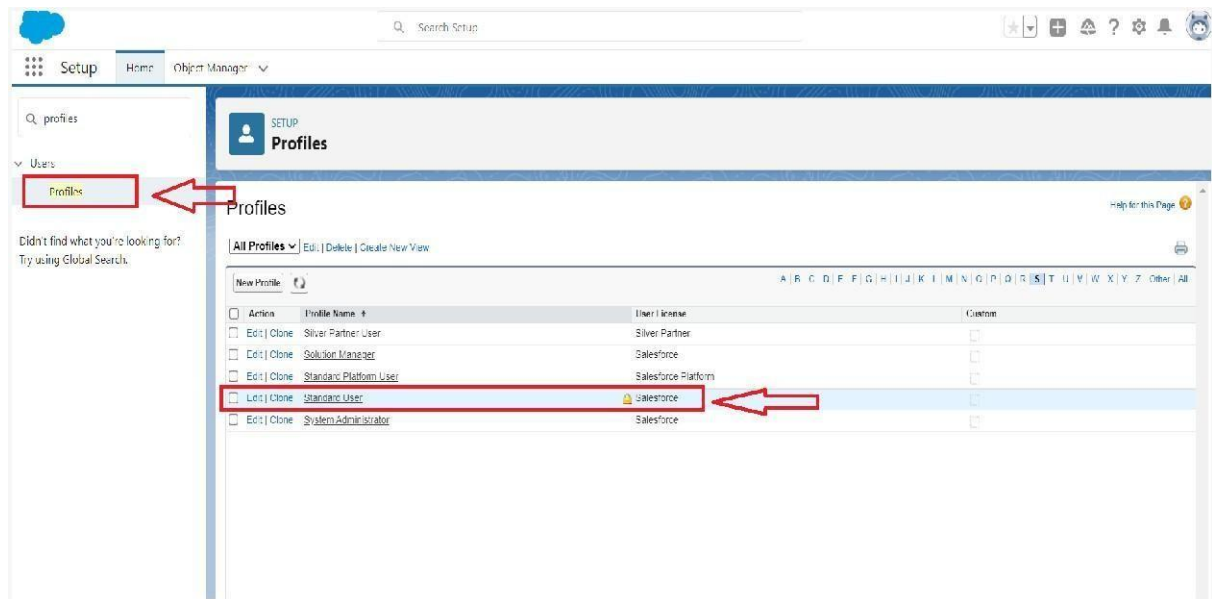 Search Setup
Setup Home Object Manager
profiles
Users
Profiles
Didn't find what you're looking for?
Try using Global Search.
SETUP
Profiles
Profiles
Help for this Page
All Profiles Edit | Delete | Create New View
New Profile
A | B | C | D | E | F | G | H | I | J | K | L | M | N | O | P | Q | R | S | T | U | V | W | X | Y | Z | Other | All
Action Profile Name User License Custom
Edit | Clone Silver Partner User Silver Partner
Edit | Clone Solution Manager Salesforce
Edit | Clone Standard Platform User Salesforce Platform
Edit | Clone Standard User Salesforce
Edit | Clone System Administrator Salesforce